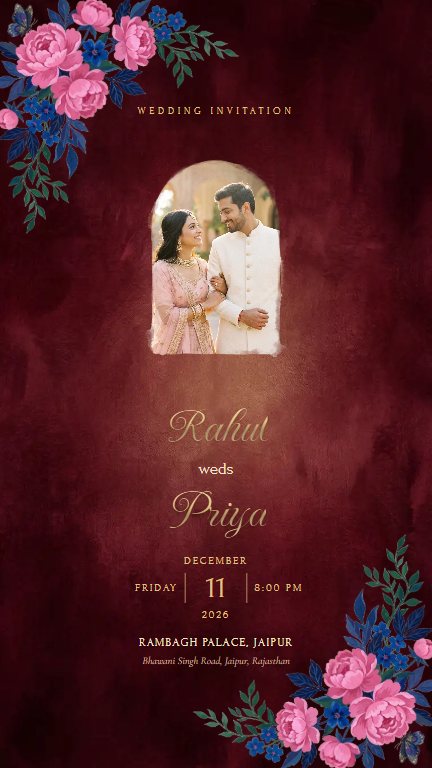 WEDDING INVITATION
Rahul
weds
Priya
DECEMBER
FRIDAY 11 8:00 PM
2026
RAMBAGH PALACE, JAIPUR
Bhawani Singh Road, Jaipur, Rajasthan